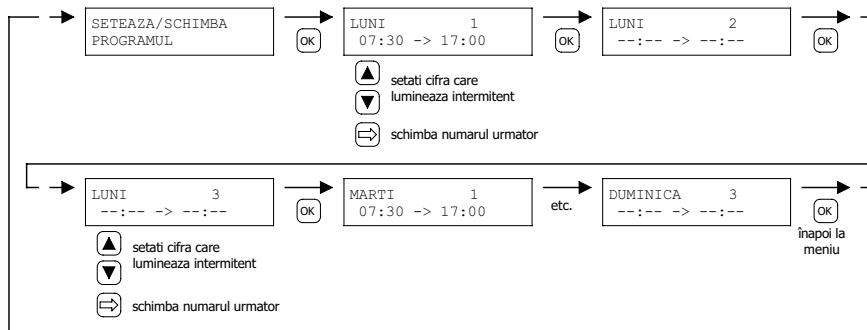 SETEAZA/SCHIMBA
PROGRAMUL
OK
LUNI 1
07:30 -> 17:00
OK
LUNI 2
--:-- -> --:--
OK
setati cifra care
lumineaza intermitent
schimba numarul urmator
LUNI 3
--:-- -> --:--
OK
MARTI 1
07:30 -> 17:00
etc.
DUMINICA 3
--:-- -> --:--
OK
înapoi la
meniu
setati cifra care
lumineaza intermitent
schimba numarul urmator